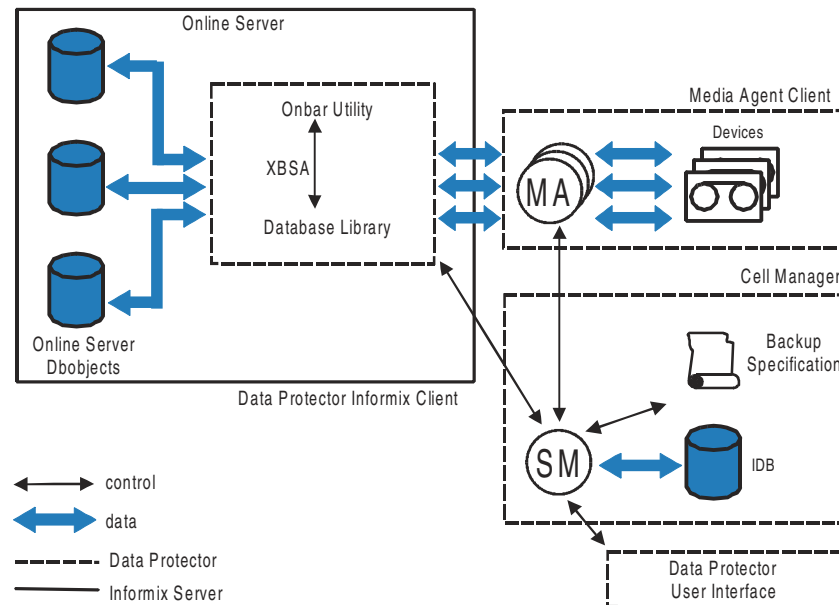 Online Server
Onbar Utility
XBSA
Database Library
Online Server
Dbobjects
Data Protector Informix Client
Media Agent Client
Devices
MA
Cell Manager
Backup
Specification
SM
IDB
control
data
Data Protector
Informix Server
Data Protector
User Interface